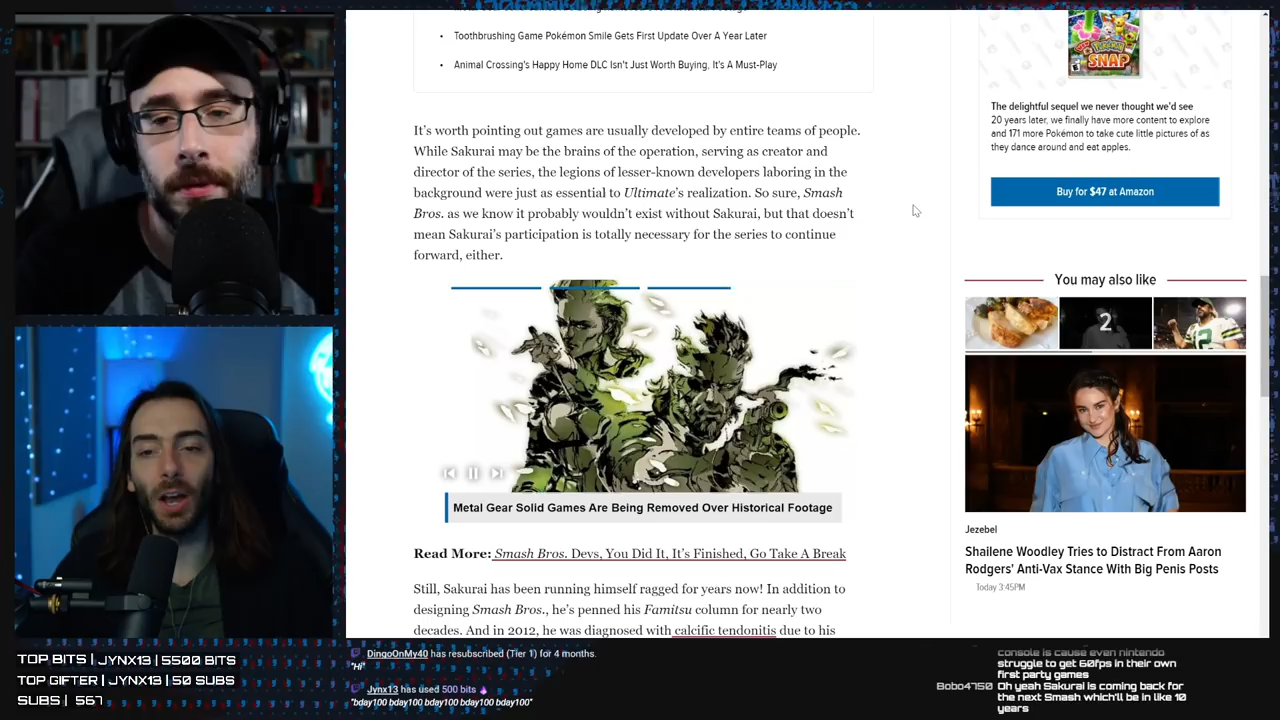 Toothbrushing Game Pokémon Smile Gets First Update Over A Year Later
Animal Crossing's Happy Home DLC Isn't Just Worth Buying, It's A Must-Play
It's worth pointing out games are usually developed by entire teams of people.
While Sakurai may be the brains of the operation, serving as creator and
director of the series, the legions of lesser-known developers laboring in the
background were just as essential to Ultimate's realization. So sure, Smash
Bros. as we know it probably wouldn't exist without Sakurai, but that doesn't
mean Sakurai's participation is totally necessary for the series to continue
forward, either.
Metal Gear Solid Games Are Being Removed Over Historical Footage
Read More: Smash Bros. Devs, You Did It, It's Finished, Go Take A Break
Still, Sakurai has been running himself ragged for years now! In addition to
designing Smash Bros., he's penned his Famitsu column for nearly two
decades. And in 2012, he was diagnosed with calcific tendonitis due to his
SNAP
The delightful sequel we never thought we'd see
20 years later, we finally have more content to explore
and 171 more Pokémon to take cute little pictures of as
they dance around and eat apples.
Buy for $47 at Amazon
You may also like
2
12
Jezebel
Shailene Woodley Tries to Distract From Aaron
Rodgers' Anti-Vax Stance With Big Penis Posts
Today 3:45PM
TOP BITS | JYNX13 | 5500 BITS
TOP GIFTER | JYNX13 | 50 SUBS
SUBS | 567
DingoOnMy40 has resubscribed (Tier 1) for 4 months.
"Hi"
Jynx13 has used 500 bits
"bday100 bday100 bday100 bday100 bday100"
console is cause even nintendo
struggle to get 60fps in their own
first party games
Bobo4750 Oh yeah Sakurai is coming back for
the next Smash which'll be in like 10
years